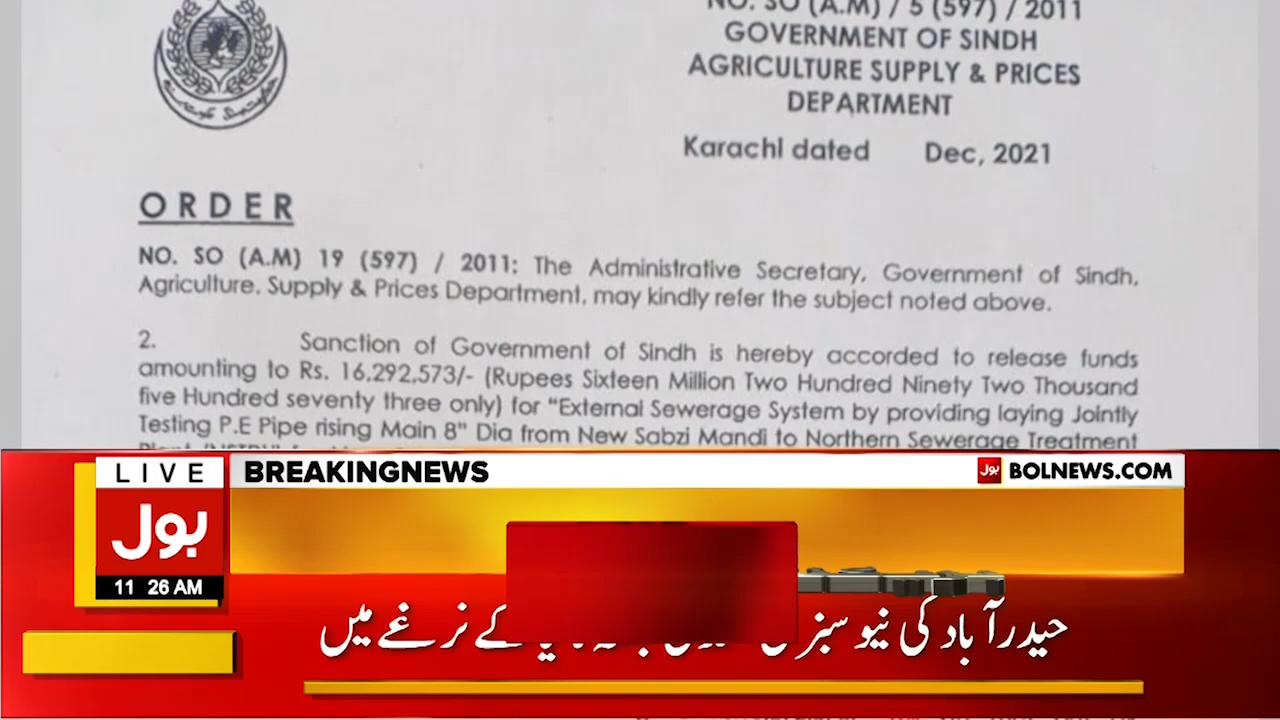 NO. SO (A.M) / 5 (597) / 2011
GOVERNMENT OF SINDH
AGRICULTURE SUPPLY & PRICES
DEPARTMENT
Karachi dated Dec, 2021
ORDER
NO. SO (A.M) 19 (597) / 2011: The Administrative Secretary, Government of Sindh,
Agriculture, Supply & Prices Department, may kindly refer the subject noted above.
2. Sanction of Government of Sindh is hereby accorded to release funds
amounting to Rs. 16,292,573/- (Rupees Sixteen Million Two Hundred Ninety Two Thousand
five Hundred seventy three only) for "External Sewerage System by providing laying Jointly
Testing P.E Pipe rising Main 8" Dia from New Sabzi Mandi to Northern Sewerage Treatment
LIVE
بول
11 26 AM
BREAKINGNEWS
بول BOLNEWS.COM
حیدرآباد کی نیو سبزی کے نرغے میں